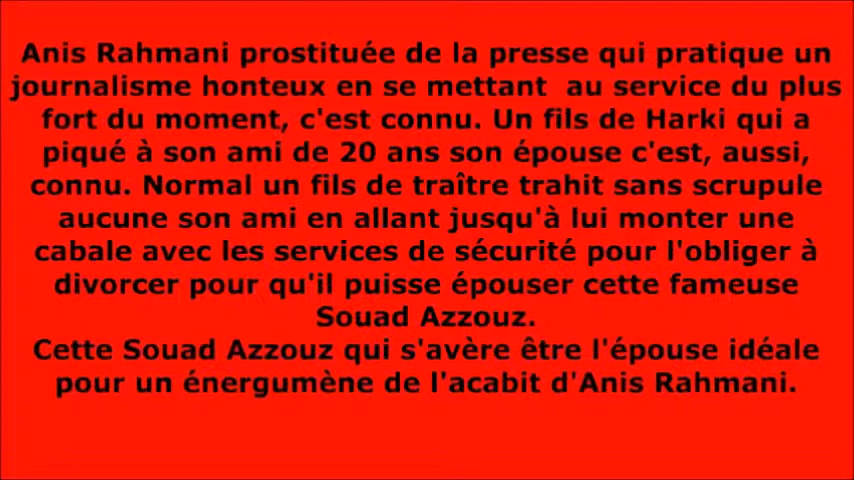 Anis Rahmani prostituée de la presse qui pratique un
journalisme honteux en se mettant  au service du plus
fort du moment, c'est connu. Un fils de Harki qui a
piqué à son ami de 20 ans son épouse c'est, aussi,
connu. Normal un fils de traître trahit sans scrupule
aucune son ami en allant jusqu'à lui monter une
cabale avec les services de sécurité pour l'obliger à
divorcer pour qu'il puisse épouser cette fameuse
Souad Azzouz.
Cette Souad Azzouz qui s'avère être l'épouse idéale
pour un énergumène de l'acabit d'Anis Rahmani.